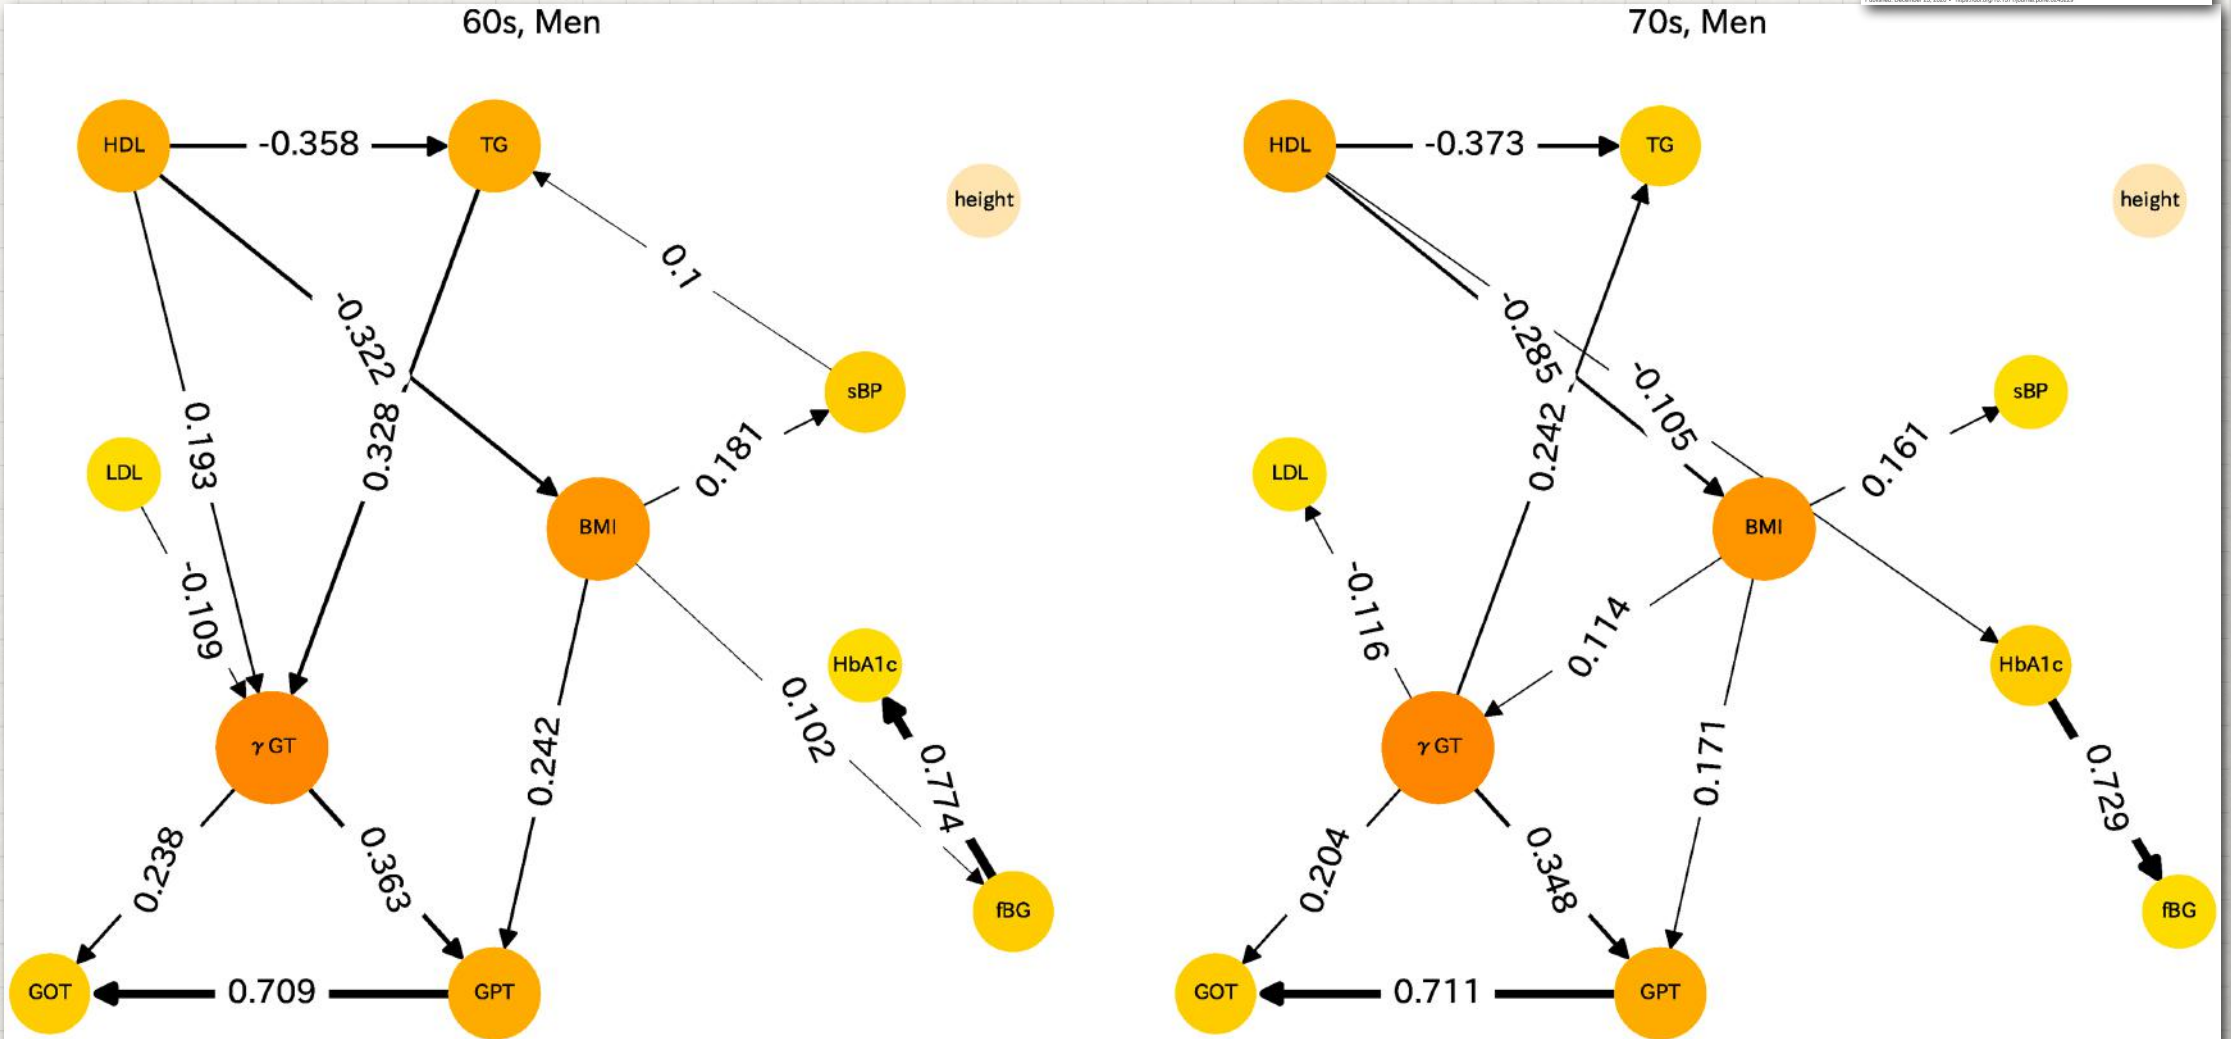 60s, Men
HDL
-0.358
TG
height
0.1
-0.322
0.193
0.328
sBP
LDL
0.181
-0.109
BMI
HbA1c
0.102
γGT
0.242
0.774
0.238
0.363
fBG
GOT
0.709
GPT
70s, Men
HDL
-0.373
TG
height
-0.285
-0.105
sBP
0.242
LDL
0.161
BMI
-0.116
0.114
HbA1c
γGT
0.171
0.729
0.204
0.348
fBG
GOT
0.711
GPT